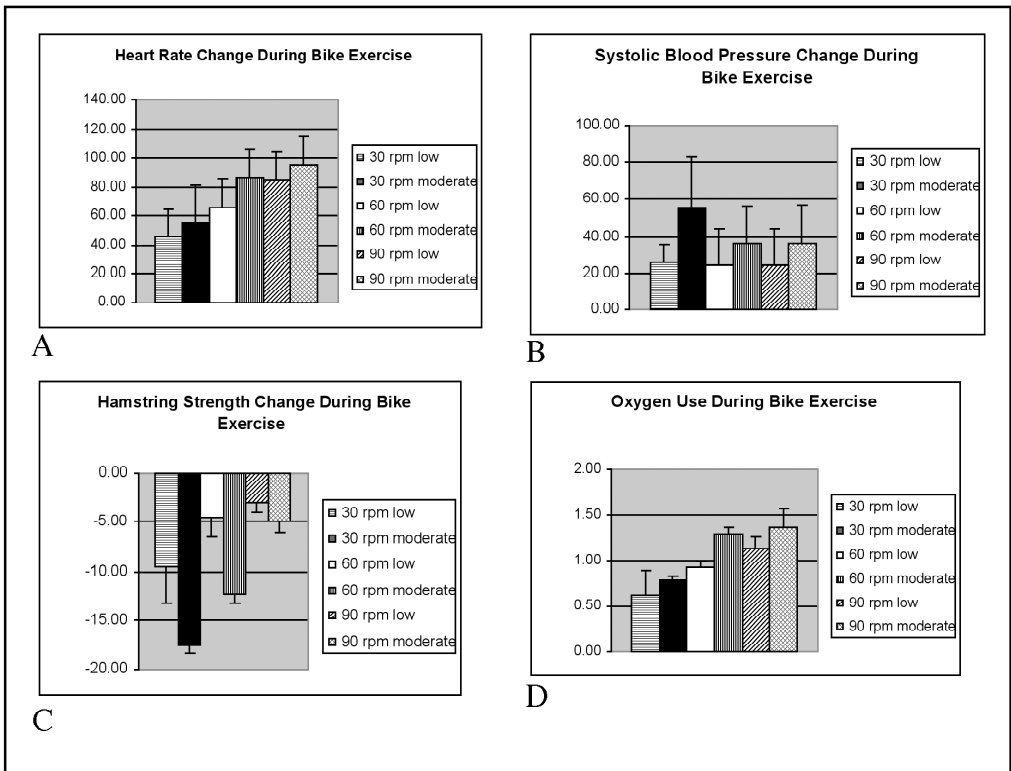 Heart Rate Change During Bike Exercise
140.00
120.00
100.00
80.00
60.00
40.00
20.00
0.00
30 rpm low
30 rpm moderate
60 rpm low
60 rpm moderate
90 rpm low
90 rpm moderate
A
Systolic Blood Pressure Change During
Bike Exercise
100.00
80.00
60.00
40.00
20.00
0.00
30 rpm low
30 rpm moderate
60 rpm low
60 rpm moderate
90 rpm low
90 rpm moderate
B
Hamstring Strength Change During Bike
Exercise
0.00
-5.00
-10.00
-15.00
-20.00
30 rpm low
30 rpm moderate
60 rpm low
60 rpm moderate
90 rpm low
90 rpm moderate
C
Oxygen Use During Bike Exercise
2.00
1.50
1.00
0.50
0.00
30 rpm low
30 rpm moderate
60 rpm low
60 rpm moderate
90 rpm low
90 rpm moderate
D